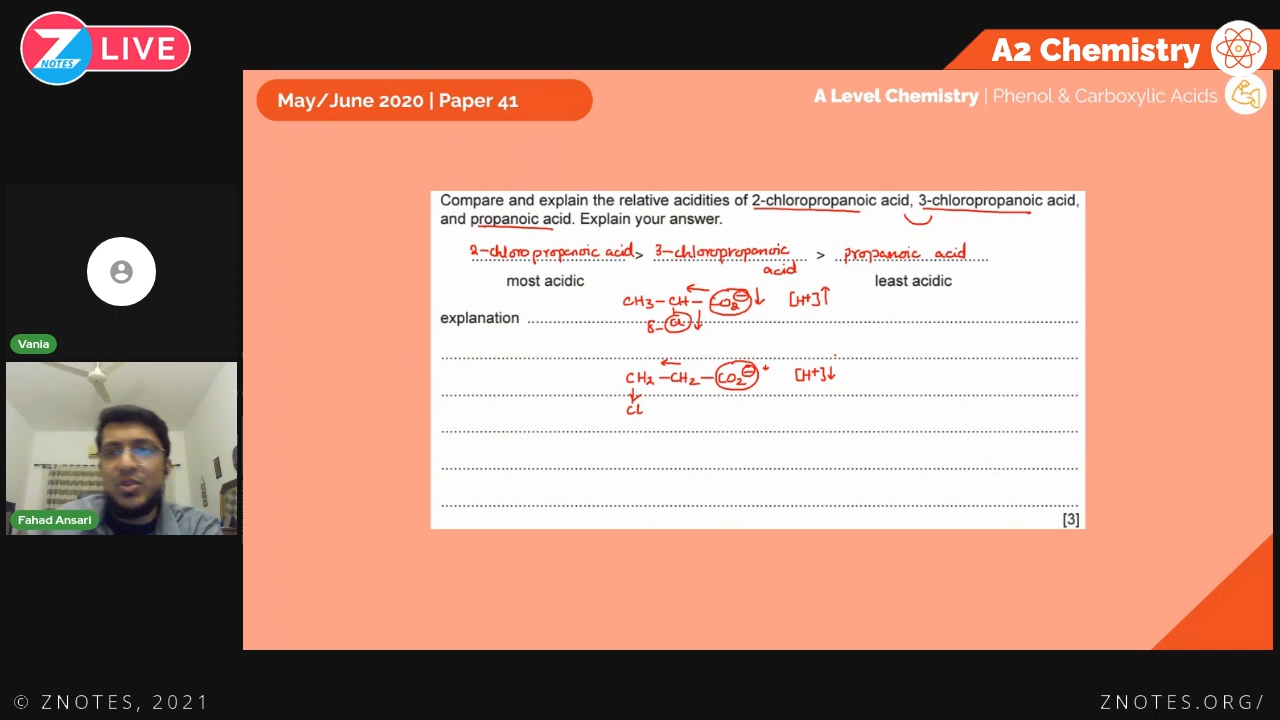 Z NOTES LIVE
A2 Chemistry
May/June 2020 | Paper 41
A Level Chemistry | Phenol & Carboxylic Acids
Compare and explain the relative acidities of 2-chloropropanoic acid, 3-chloropropanoic acid,
and propanoic acid. Explain your answer.
2-chloropropanoic acid > 3-chloropropanoic acid > propanoic acid
most acidic least acidic
CH3-CH-CO2⊖ ↓ [H+]↑
explanation
δ- Cl ↓
CH2-CH2-CO2⊖ [H+]↓
Cl
[3]
Vania
Fahad Ansari
© ZNOTES, 2021
ZNOTES.ORG/